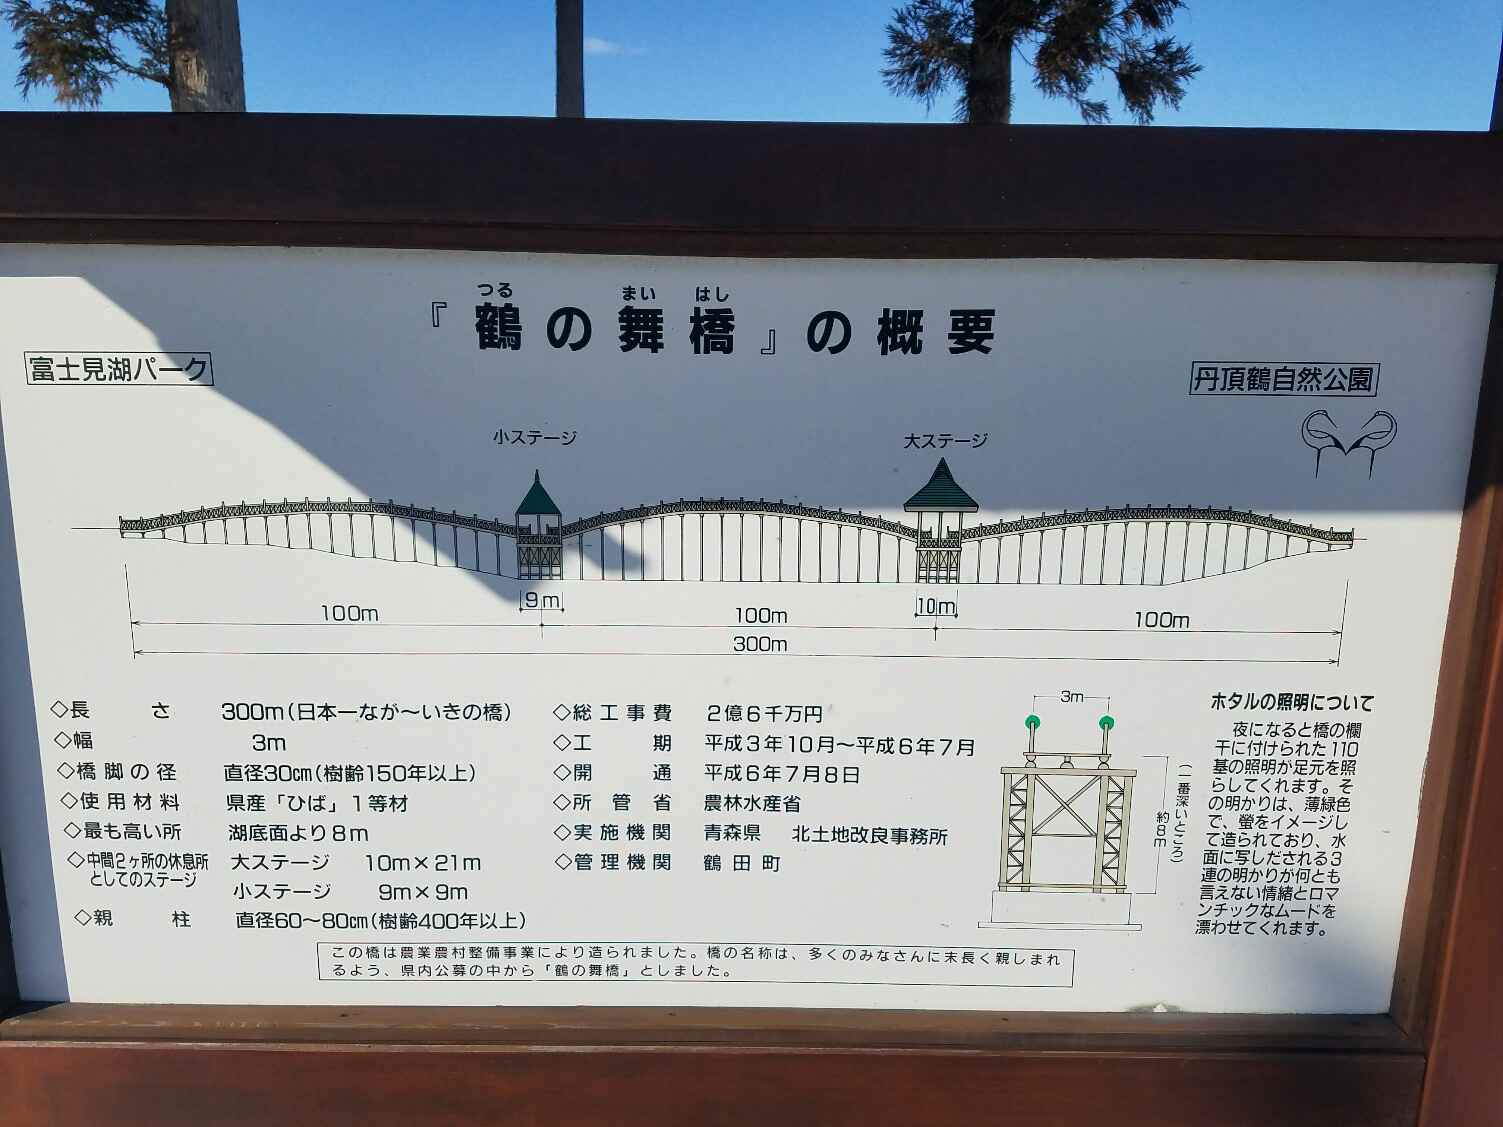 『鶴の舞橋』の概要
つる まい はし
富士見湖パーク
丹頂鶴自然公園
小ステージ
大ステージ
9m
10m
100m
100m
100m
300m
◇長さ 300m(日本一なが〜いきの橋)
◇幅 3m
◇橋脚の径 直径30㎝(樹齢150年以上)
◇使用材料 県産「ひば」1等材
◇最も高い所 湖底面より8m
◇中間2ヶ所の休息所
としてのステージ
大ステージ 10m×21m
小ステージ 9m×9m
◇親柱 直径60〜80㎝(樹齢400年以上)
◇総工事費 2億6千万円
◇工期 平成3年10月〜平成6年7月
◇開通 平成6年7月8日
◇所管省 農林水産省
◇実施機関 青森県 北土地改良事務所
◇管理機関 鶴田町
3m
(一番深いところ)
約8m
ホタルの照明について
夜になると橋の欄
干に付けられた110
基の照明が足元を照
らしてくれます。そ
の明かりは、薄緑色
で、螢をイメージし
て造られており、水
面に写しだされる3
連の明かりが何とも
言えない情緒とロマ
ンチックなムードを
漂わせてくれます。
この橋は農業農村整備事業により造られました。橋の名称は、多くのみなさんに末長く親しまれ
るよう、県内公募の中から「鶴の舞橋」としました。